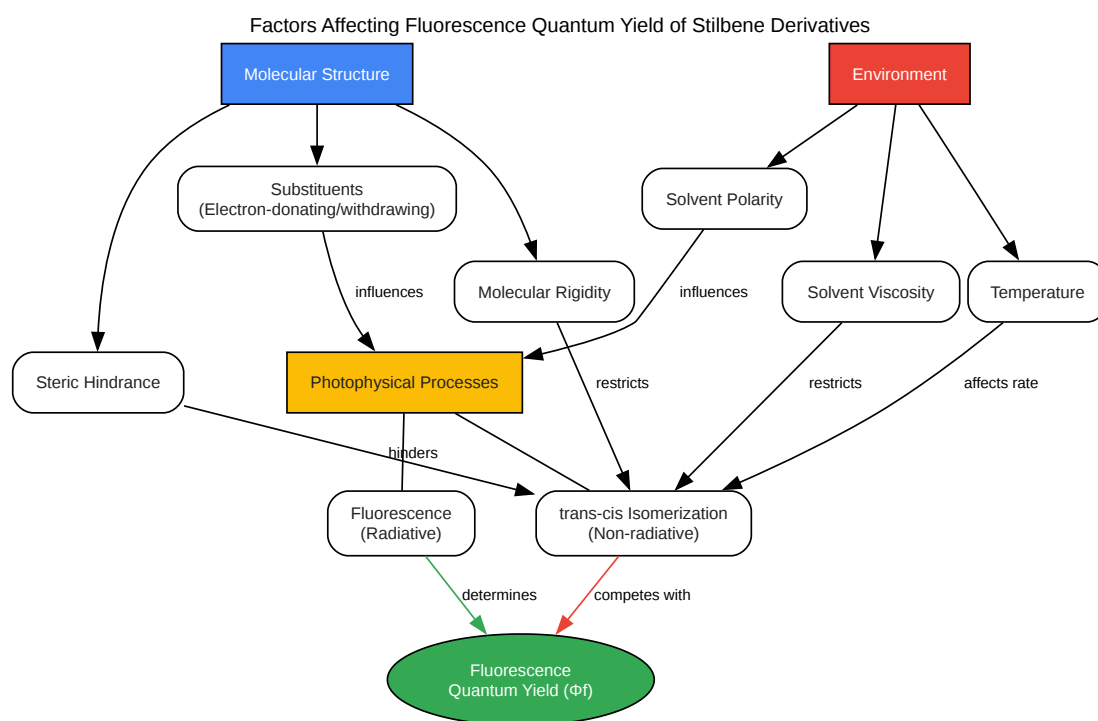 Factors Affecting Fluorescence Quantum Yield of Stilbene Derivatives
Molecular Structure
Environment
Substituents
(Electron-donating/withdrawing)
Solvent Polarity
Molecular Rigidity
Solvent Viscosity
Temperature
influences
influences
Steric Hindrance
Photophysical Processes
restricts
restricts
affects rate
hinders
Fluorescence
(Radiative)
trans-cis Isomerization
(Non-radiative)
determines
competes with
Fluorescence
Quantum Yield (Φf)